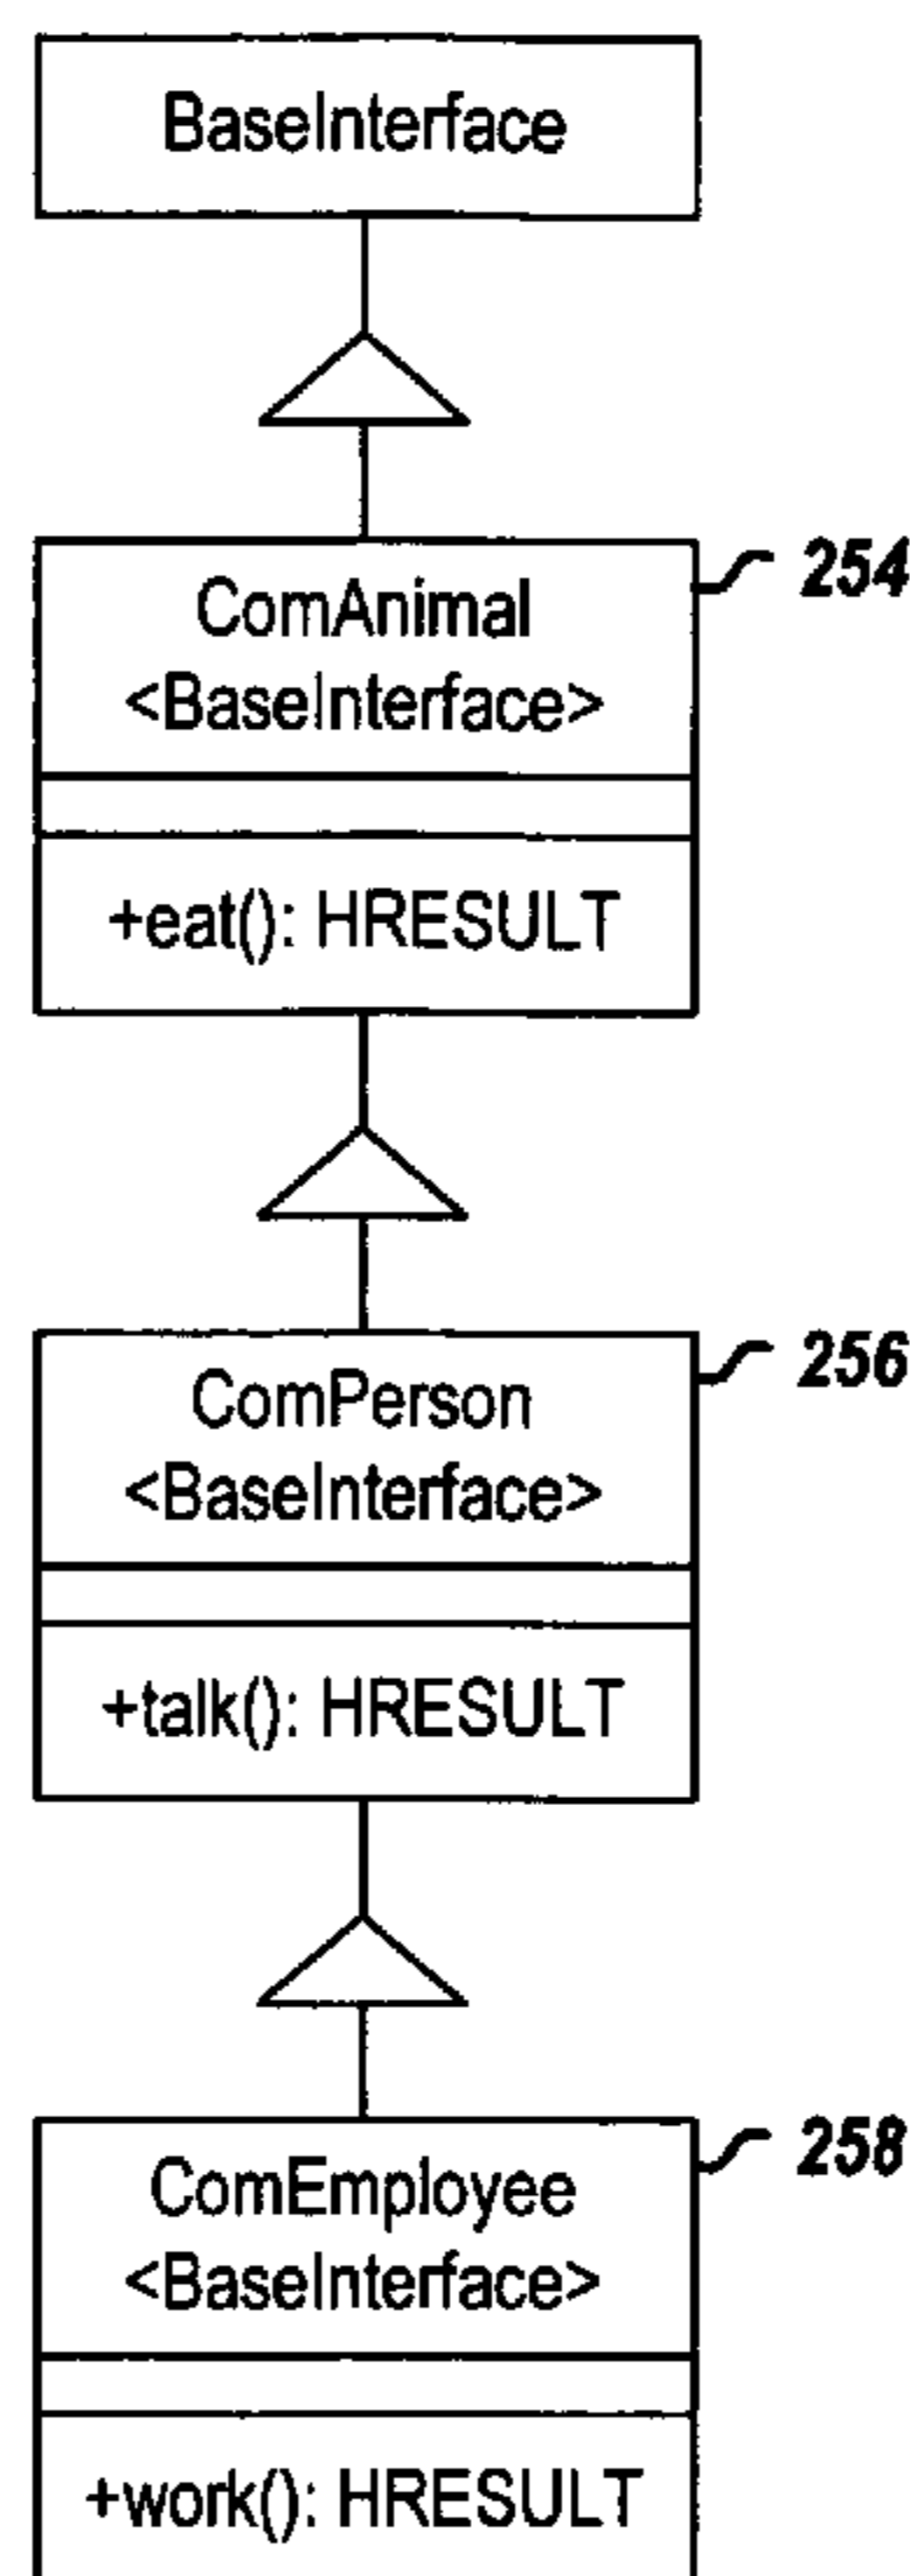 BaseInterface
ComAnimal
254
<BaseInterface>
+eat(): HRESULT
ComPerson
256
<BaseInterface>
+talk(): HRESULT
ComEmployee
258
<BaseInterface>
+work(): HRESULT